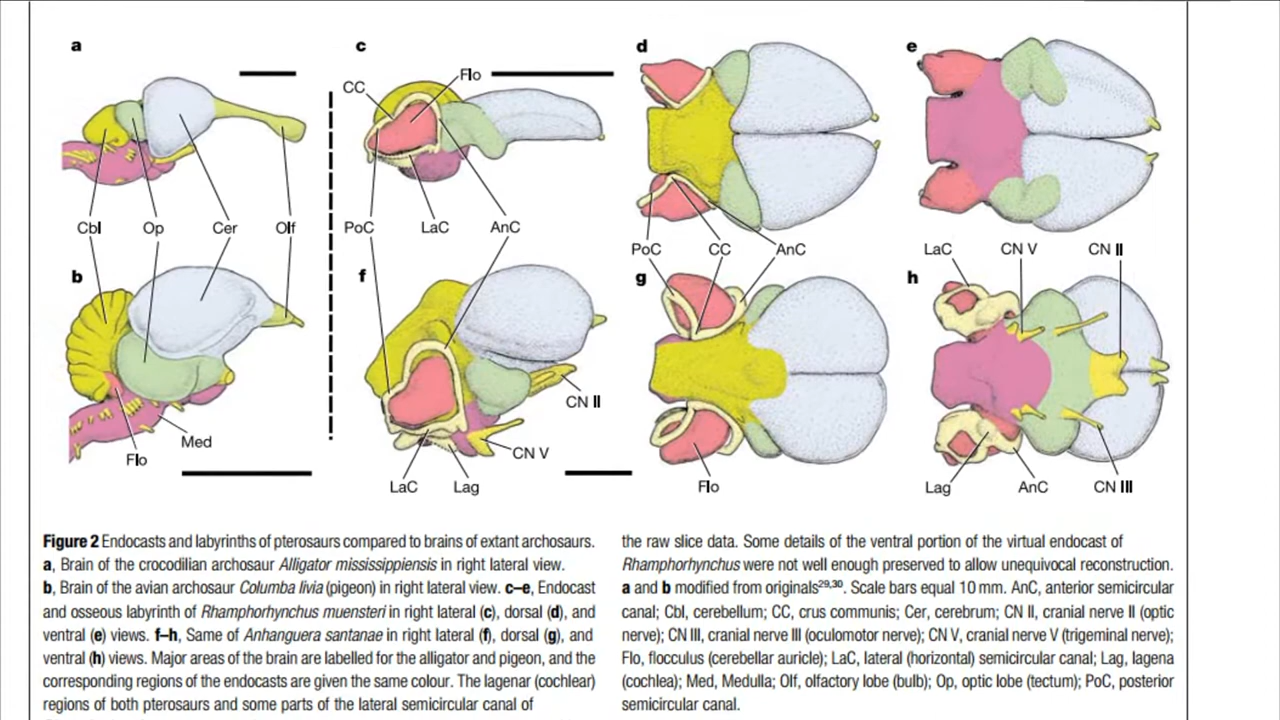 a
c
d
e
Flo
CC
Cbl
Op
Cer
Olf
PoC
LaC
AnC
PoC
CC
AnC
LaC
CN V
CN II
b
f
g
h
CN II
Med
Flo
CN V
LaC
Lag
Flo
Lag
AnC
CN III
Figure 2 Endocasts and labyrinths of pterosaurs compared to brains of extant archosaurs.
a, Brain of the crocodilian archosaur Alligator mississippiensis in right lateral view.
b, Brain of the avian archosaur Columba livia (pigeon) in right lateral view. c–e, Endocast
and osseous labyrinth of Rhamphorhynchus muensteri in right lateral (c), dorsal (d), and
ventral (e) views. f–h, Same of Anhanguera santanae in right lateral (f), dorsal (g), and
ventral (h) views. Major areas of the brain are labelled for the alligator and pigeon, and the
corresponding regions of the endocasts are given the same colour. The lagenar (cochlear)
regions of both pterosaurs and some parts of the lateral semicircular canal of
the raw slice data. Some details of the ventral portion of the virtual endocast of
Rhamphorhynchus were not well enough preserved to allow unequivocal reconstruction.
a and b modified from originals29,30. Scale bars equal 10 mm. AnC, anterior semicircular
canal; Cbl, cerebellum; CC, crus communis; Cer, cerebrum; CN II, cranial nerve II (optic
nerve); CN III, cranial nerve III (oculomotor nerve); CN V, cranial nerve V (trigeminal nerve);
Flo, flocculus (cerebellar auricle); LaC, lateral (horizontal) semicircular canal; Lag, lagena
(cochlea); Med, Medulla; Olf, olfactory lobe (bulb); Op, optic lobe (tectum); PoC, posterior
semicircular canal.